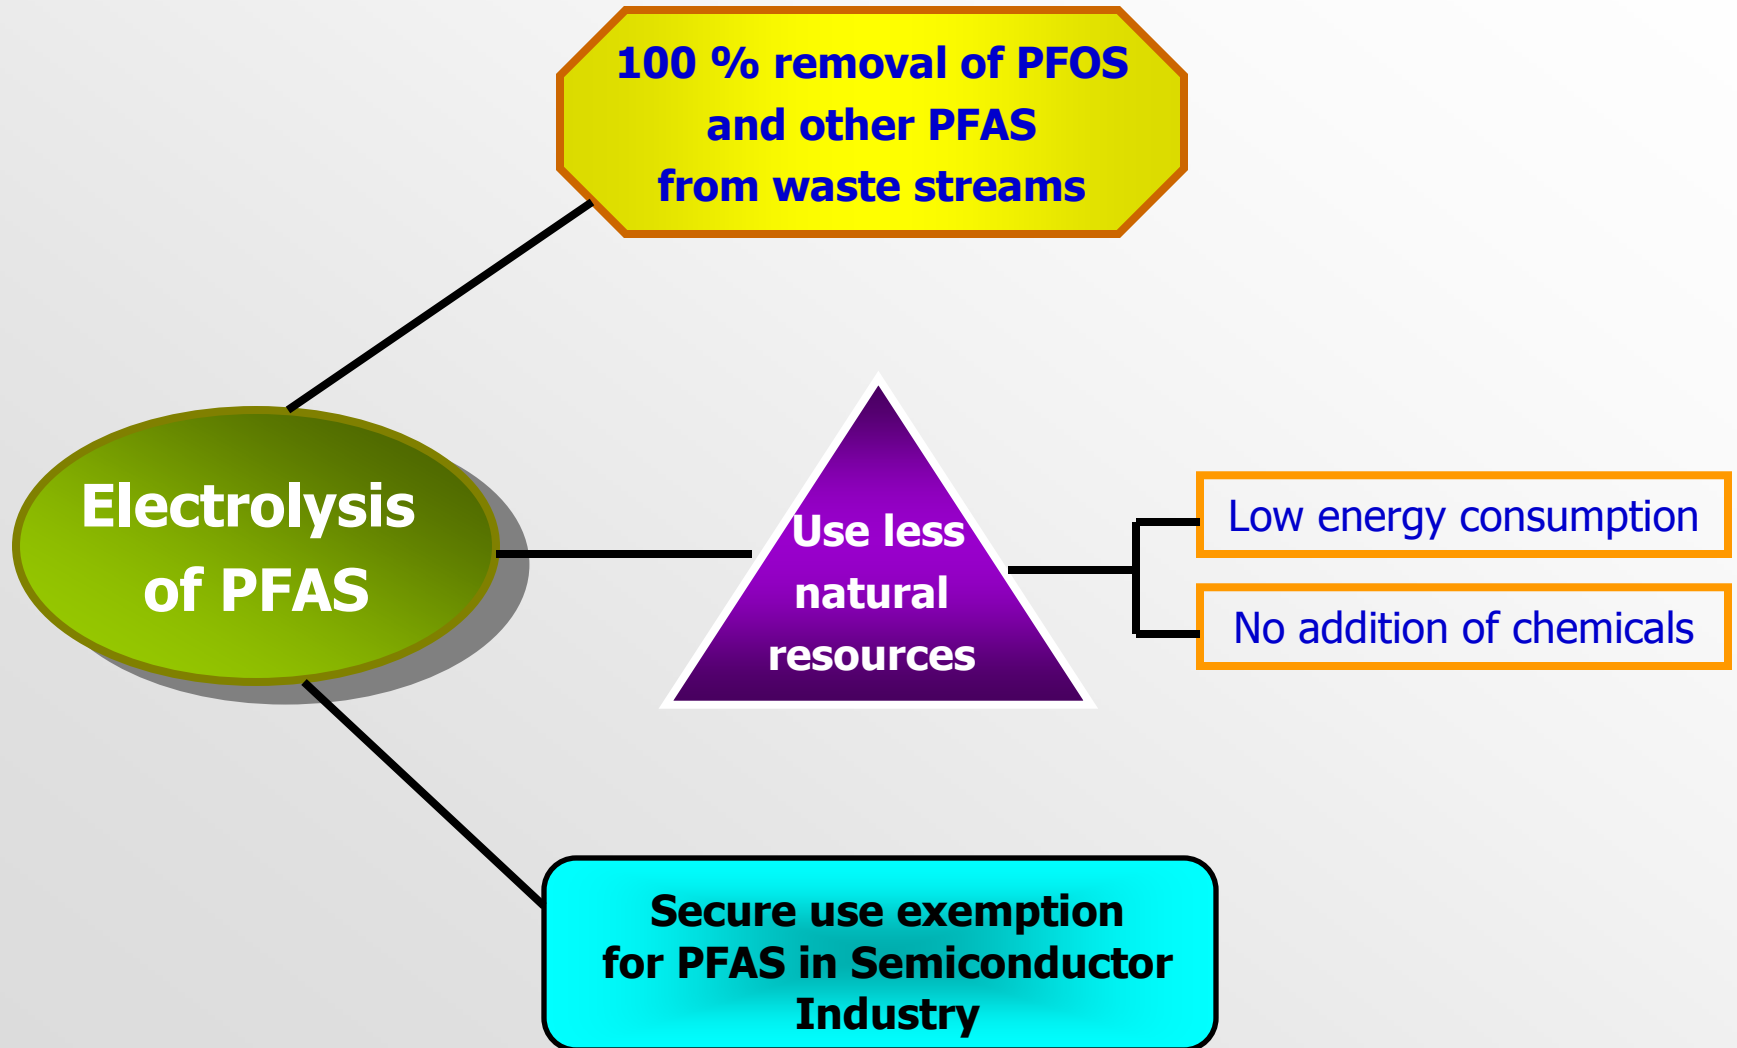 100 % removal of PFOS
and other PFAS
from waste streams
Electrolysis
of PFAS
Use less
natural
resources
Low energy consumption
No addition of chemicals
Secure use exemption
for PFAS in Semiconductor
Industry